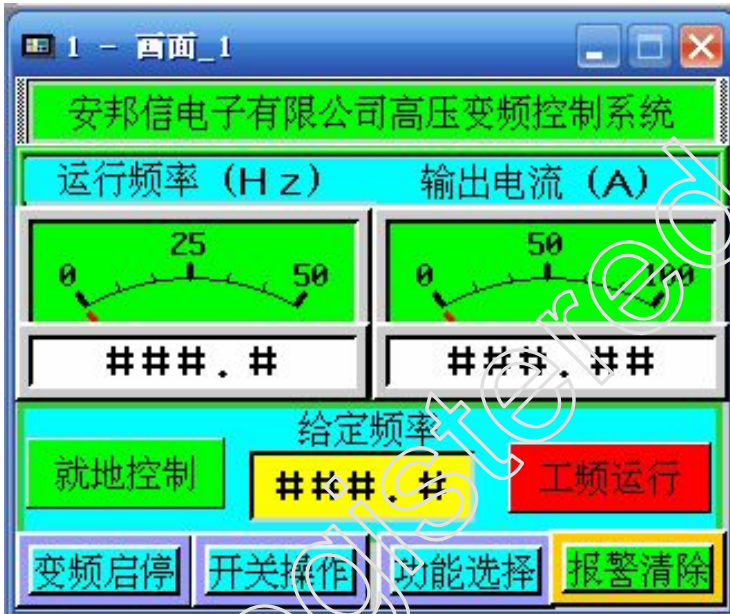 1 - 画面_1
安邦信电子有限公司高压变频控制系统
运行频率 (Hz) 输出电流 (A)
0 25 50 0 50 100
###.# ###.##
给定频率
就地控制 ###.# 工频运行
变频启停 开关操作 功能选择 报警清除
gistered